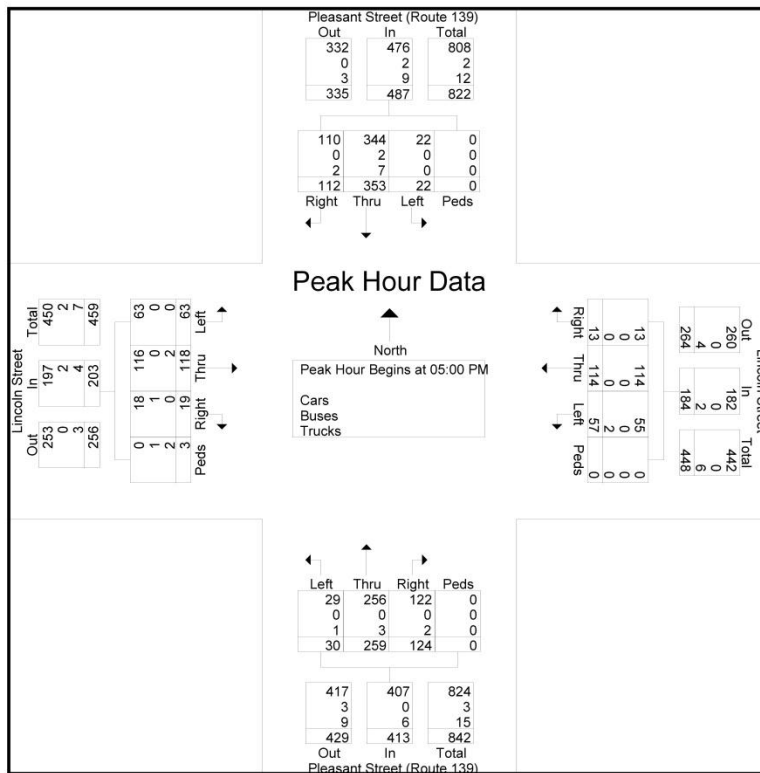 Pleasant Street (Route 139)
Out In Total
332 476 808
0 2 2
3 9 12
335 487 822
110 344 22 0
0 2 0 0
2 7 0 0
112 353 22 0
Right Thru Left Peds
Lincoln Street
Out In Total
253 197 450
0 2 2
3 4 7
256 203 459
0 18 116 63
1 1 0 0
2 0 2 0
3 19 118 63
Peds Right Thru Left
Peak Hour Data
North
Peak Hour Begins at 05:00 PM
Cars
Buses
Trucks
Lincoln Street
Out In Total
260 182 442
0 0 0
4 2 6
264 184 448
13 114 55 0
0 0 0 0
0 0 2 0
13 114 57 0
Right Thru Left Peds
Left Thru Right Peds
29 256 122 0
0 0 0 0
1 3 2 0
30 259 124 0
417 407 824
3 0 3
9 6 15
429 413 842
Out In Total
Pleasant Street (Route 139)